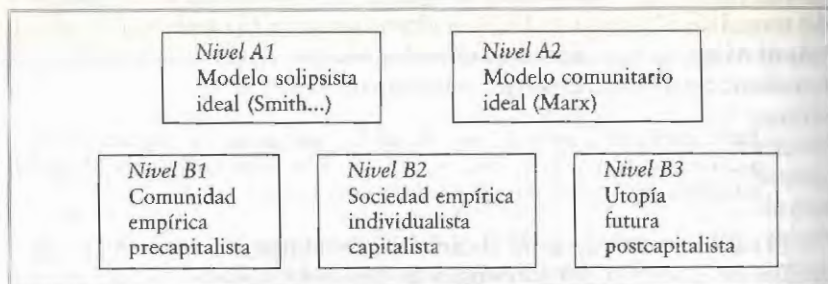 Nivel A1
Modelo solipsista
ideal (Smith...)
Nivel A2
Modelo comunitario
ideal (Marx)
Nivel B1
Comunidad
empírica
precapitalista
Nivel B2
Sociedad empírica
individualista
capitalista
Nivel B3
Utopía
futura
postcapitalista